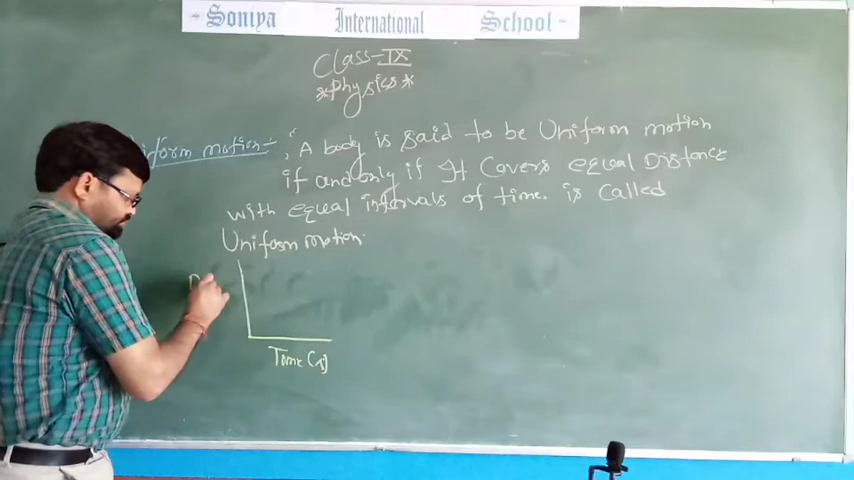 Soniya International School
Class-IX
*Physics*
iform motion:- "A body is said to be Uniform motion
if and only if It Covers equal Distance
with equal intervals of time. is Called
Uniform motion.
D
Time (s)